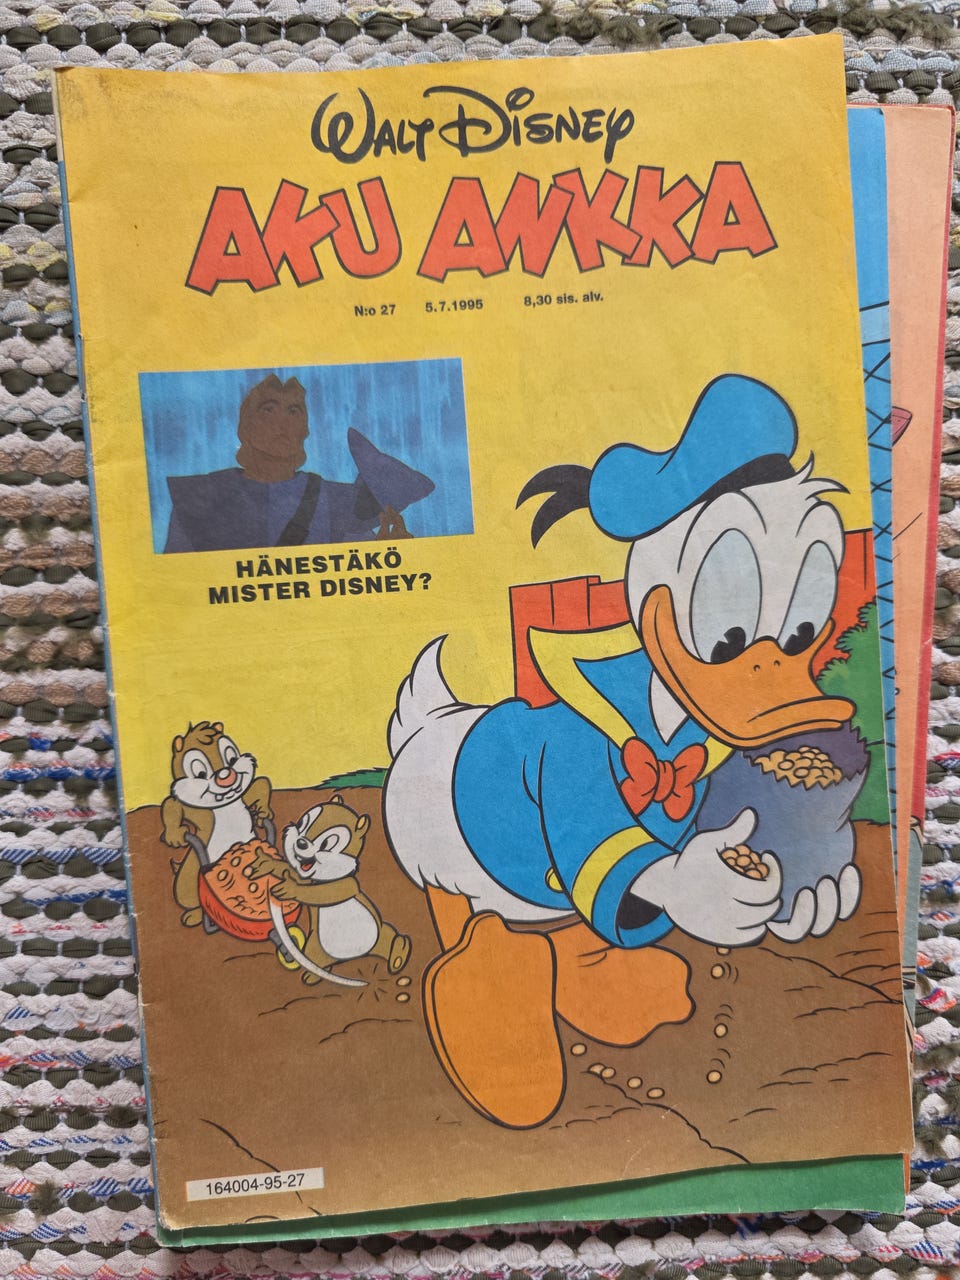 WALT DISNEY
AKU ANKKA
N:o 27 5.7.1995 8,30 sis. alv.
HÄNESTÄKÖ
MISTER DISNEY?
164004-95-27